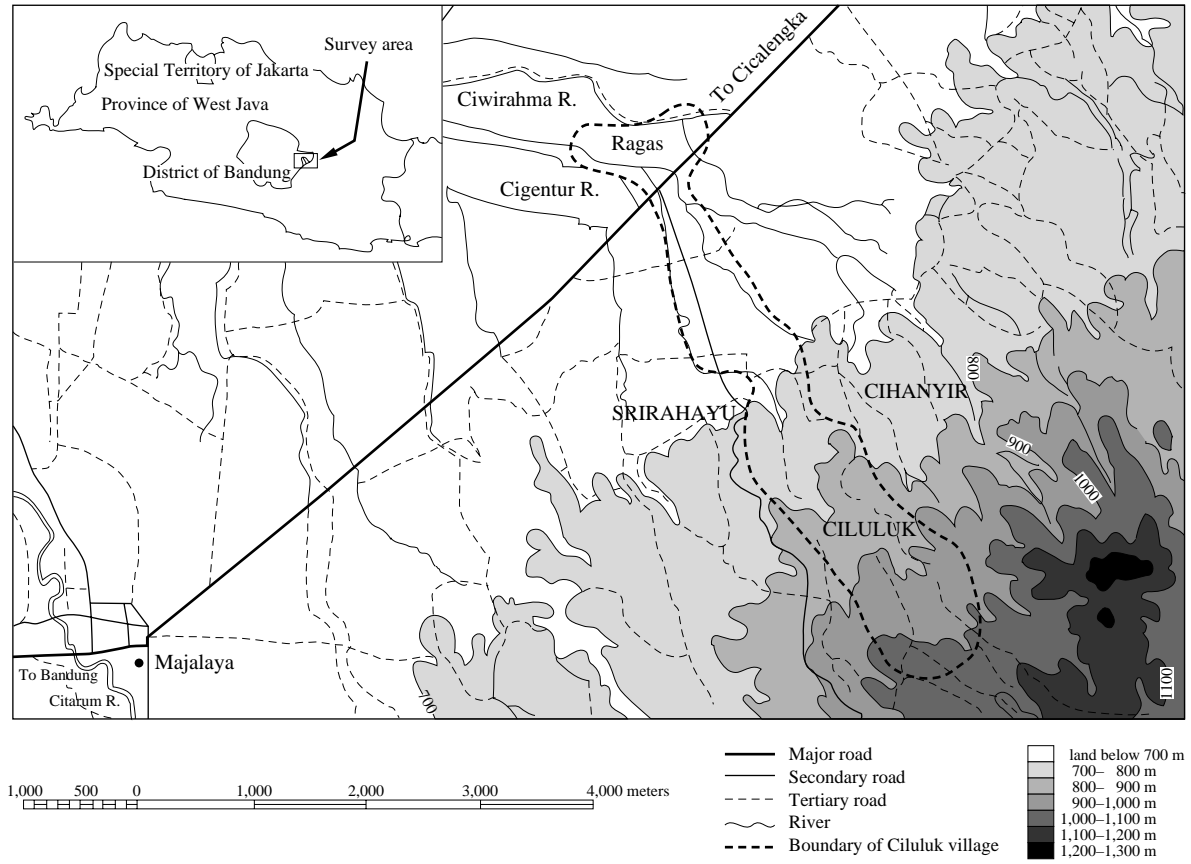 Survey area
Special Territory of Jakarta
Province of West Java
District of Bandung
To Cicalengka
Ciwirahma R.
Ragas
Cigentur R.
800
CIHANYIR
SRIRAHAYU
900
1000
CILULUK
Majalaya
To Bandung
Citarum R.
700
1100
Major road
Secondary road
Tertiary road
River
Boundary of Ciluluk village
land below 700 m
700– 800 m
800– 900 m
900–1,000 m
1,000–1,100 m
1,100–1,200 m
1,200–1,300 m
1,000 500 0 1,000 2,000 3,000 4,000 meters